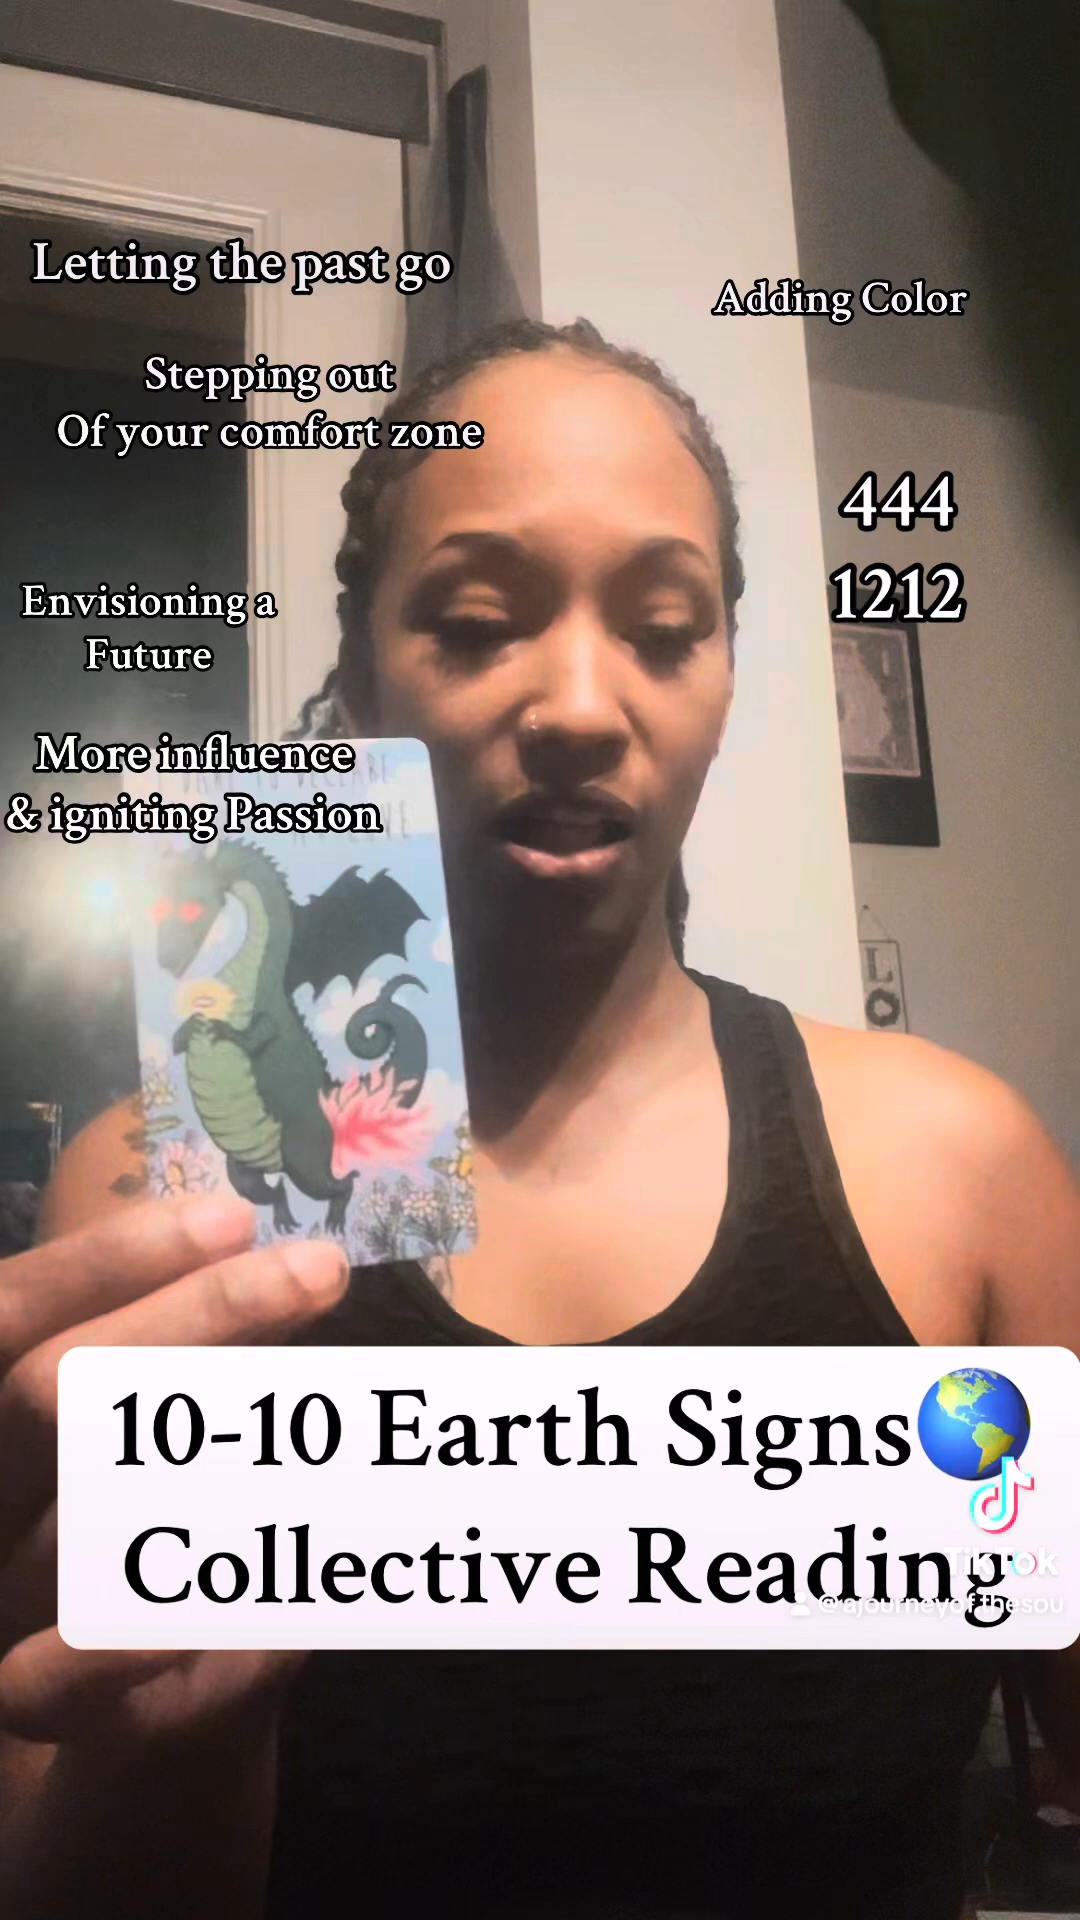 Letting the past go
Adding Color
Stepping out
Of your comfort zone
444
1212
Envisioning a
Future
More influence
& igniting Passion
L
O
10-10 Earth Signs🌎
Collective Reading
TikTok
@ajourneyofthesou